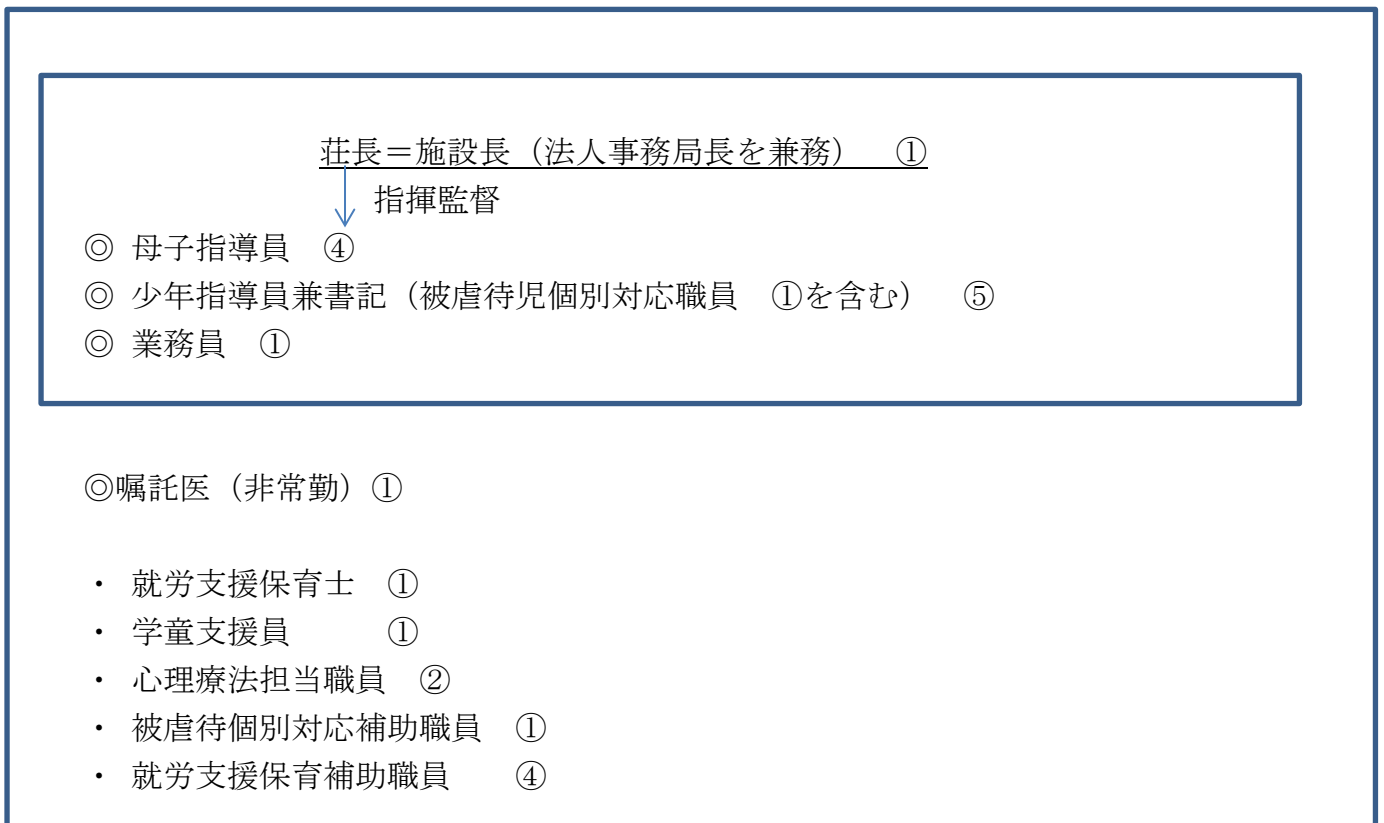 荘長＝施設長（法人事務局長を兼務）　①
指揮監督
◎ 母子指導員　④
◎ 少年指導員兼書記（被虐待児個別対応職員　①を含む）　⑤
◎ 業務員　①
◎嘱託医（非常勤）①
・ 就労支援保育士　①
・ 学童支援員　　　①
・ 心理療法担当職員　②
・ 被虐待個別対応補助職員　①
・ 就労支援保育補助職員　　④